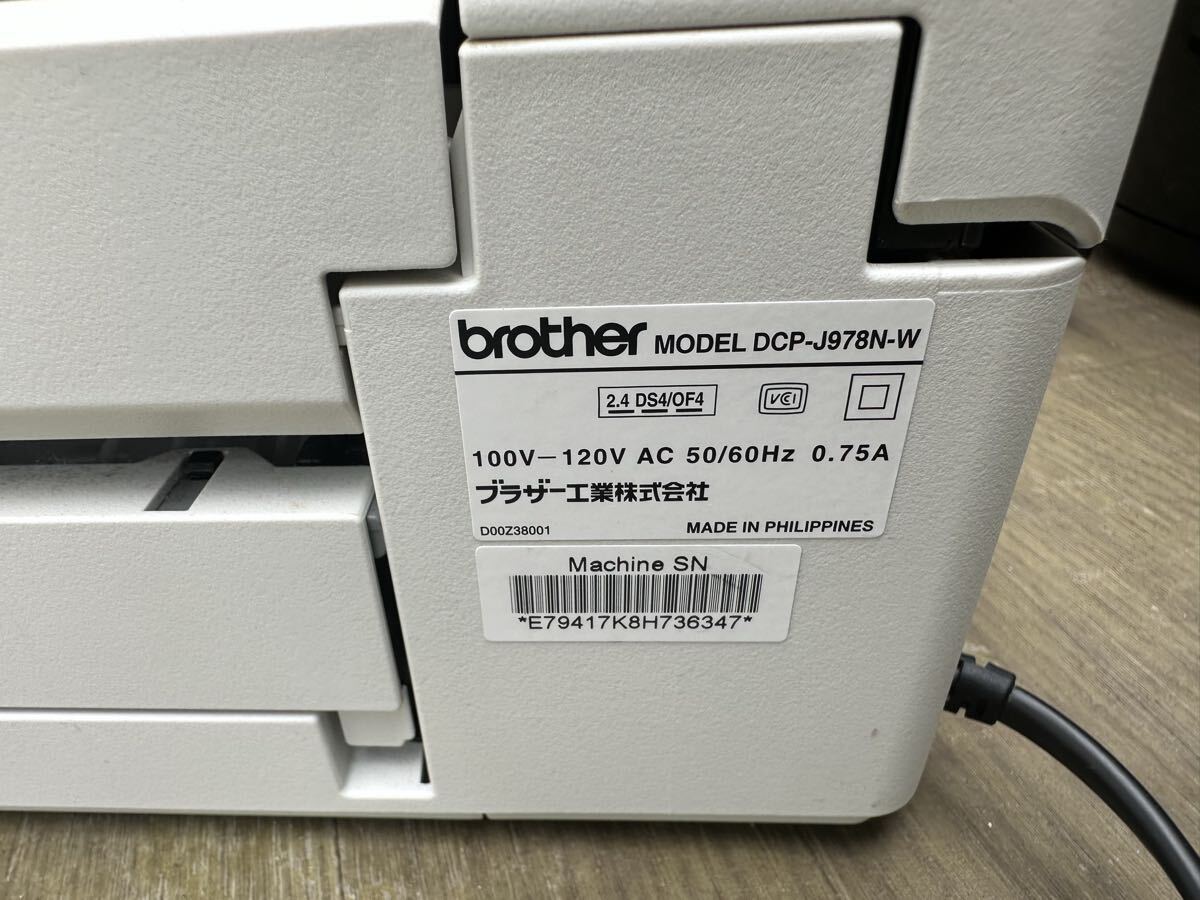 brother MODEL DCP-J978N-W
2.4 DS4/OF4
VCI
100V－120V AC 50/60Hz 0.75A
ブラザー工業株式会社
D00Z38001 MADE IN PHILIPPINES
Machine SN
*E79417K8H736347*